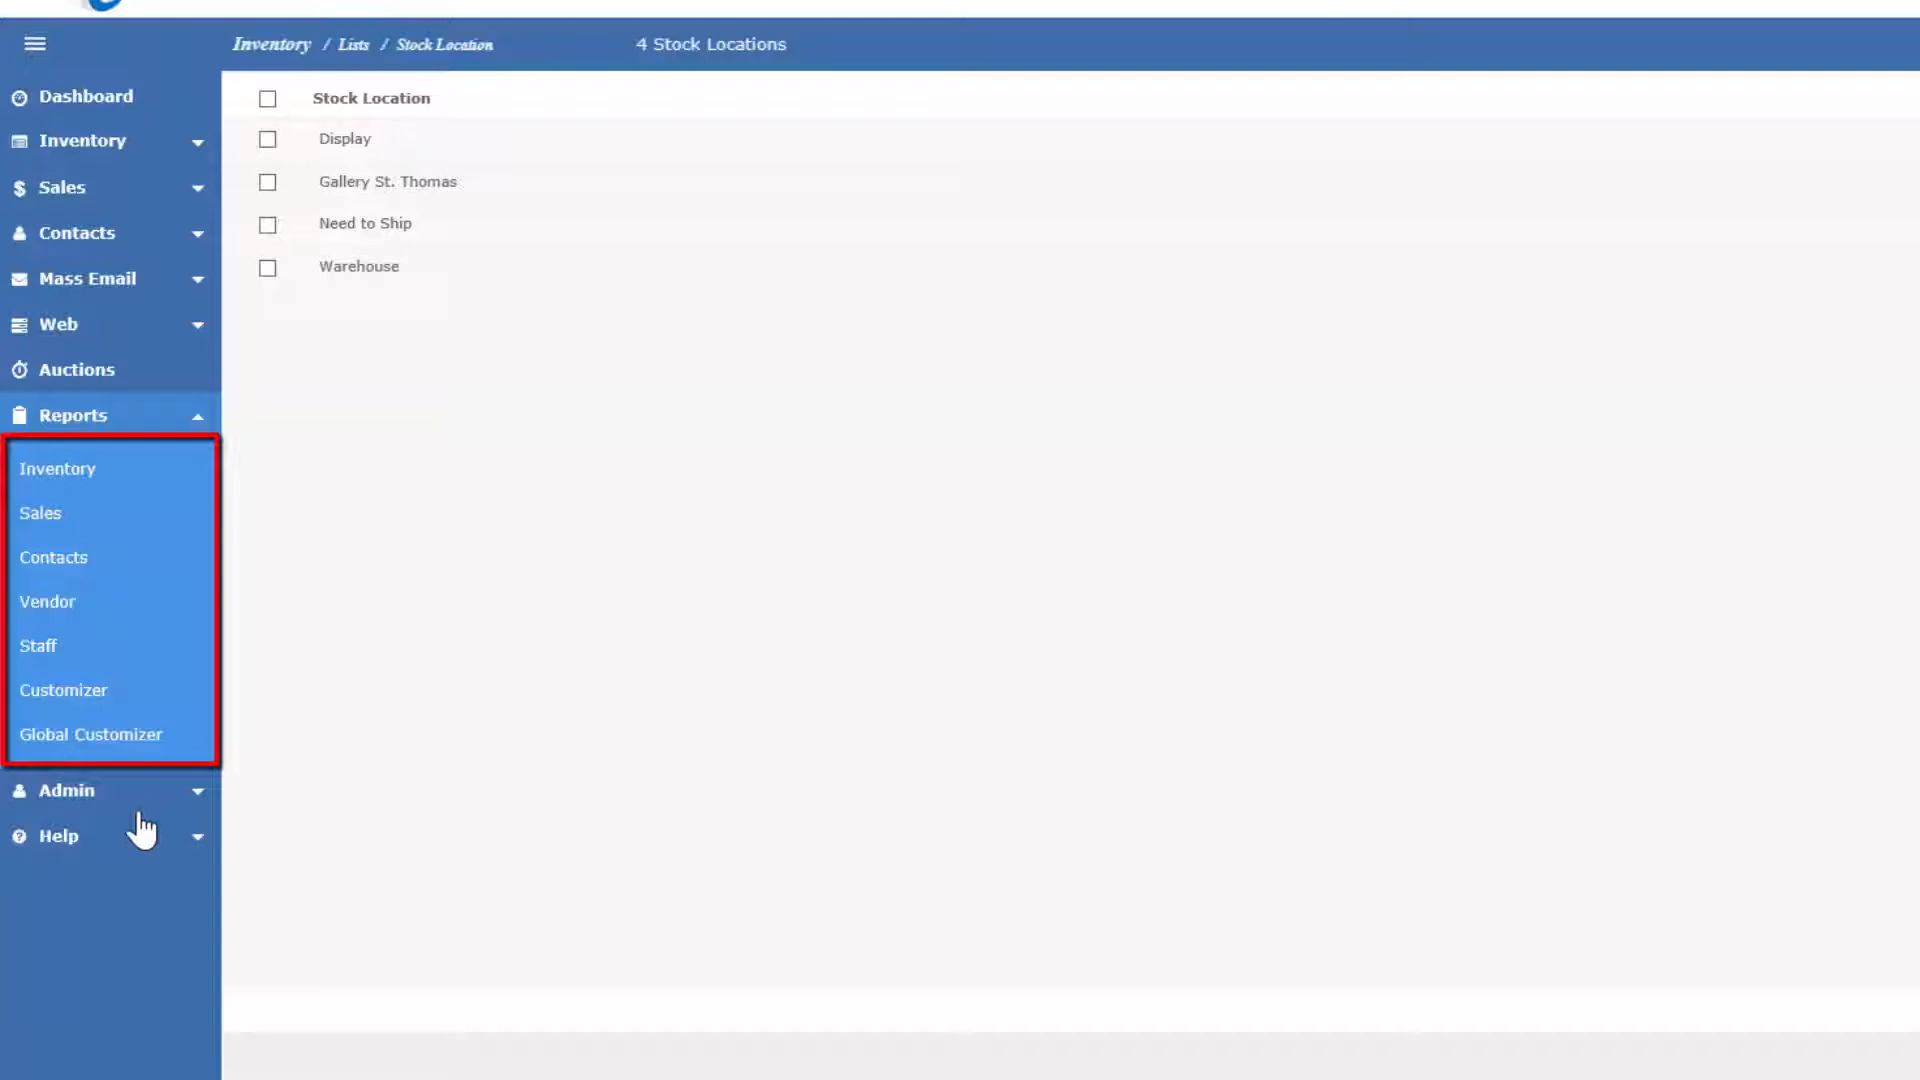 Inventory / Lists / Stock Location
4 Stock Locations
Dashboard
Inventory
Sales
Contacts
Mass Email
Web
Auctions
Reports
Inventory
Sales
Contacts
Vendor
Staff
Customizer
Global Customizer
Admin
Help
Stock Location
Display
Gallery St. Thomas
Need to Ship
Warehouse